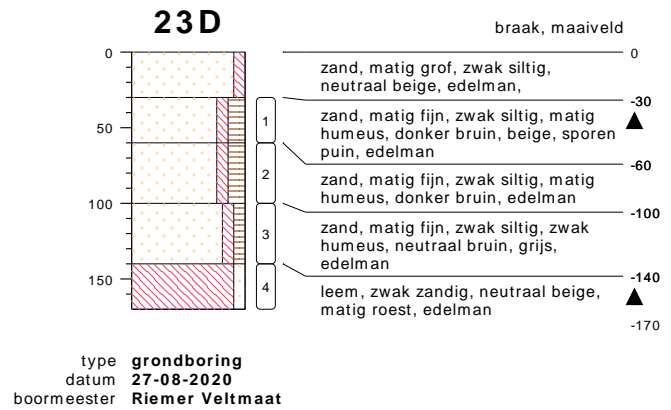 23D
braak, maaiveld
0
0
zand, matig grof, zwak siltig,
neutraal beige, edelman,
-30
1
zand, matig fijn, zwak siltig, matig
50
humeus, donker bruin, beige, sporen
puin, edelman
-60
2
zand, matig fijn, zwak siltig, matig
humeus, donker bruin, edelman
100
-100
3
zand, matig fijn, zwak siltig, zwak
humeus, neutraal bruin, grijs,
edelman
-140
150
4
leem, zwak zandig, neutraal beige,
matig roest, edelman
-170
type grondboring
datum 27-08-2020
boormeester Riemer Veltmaat